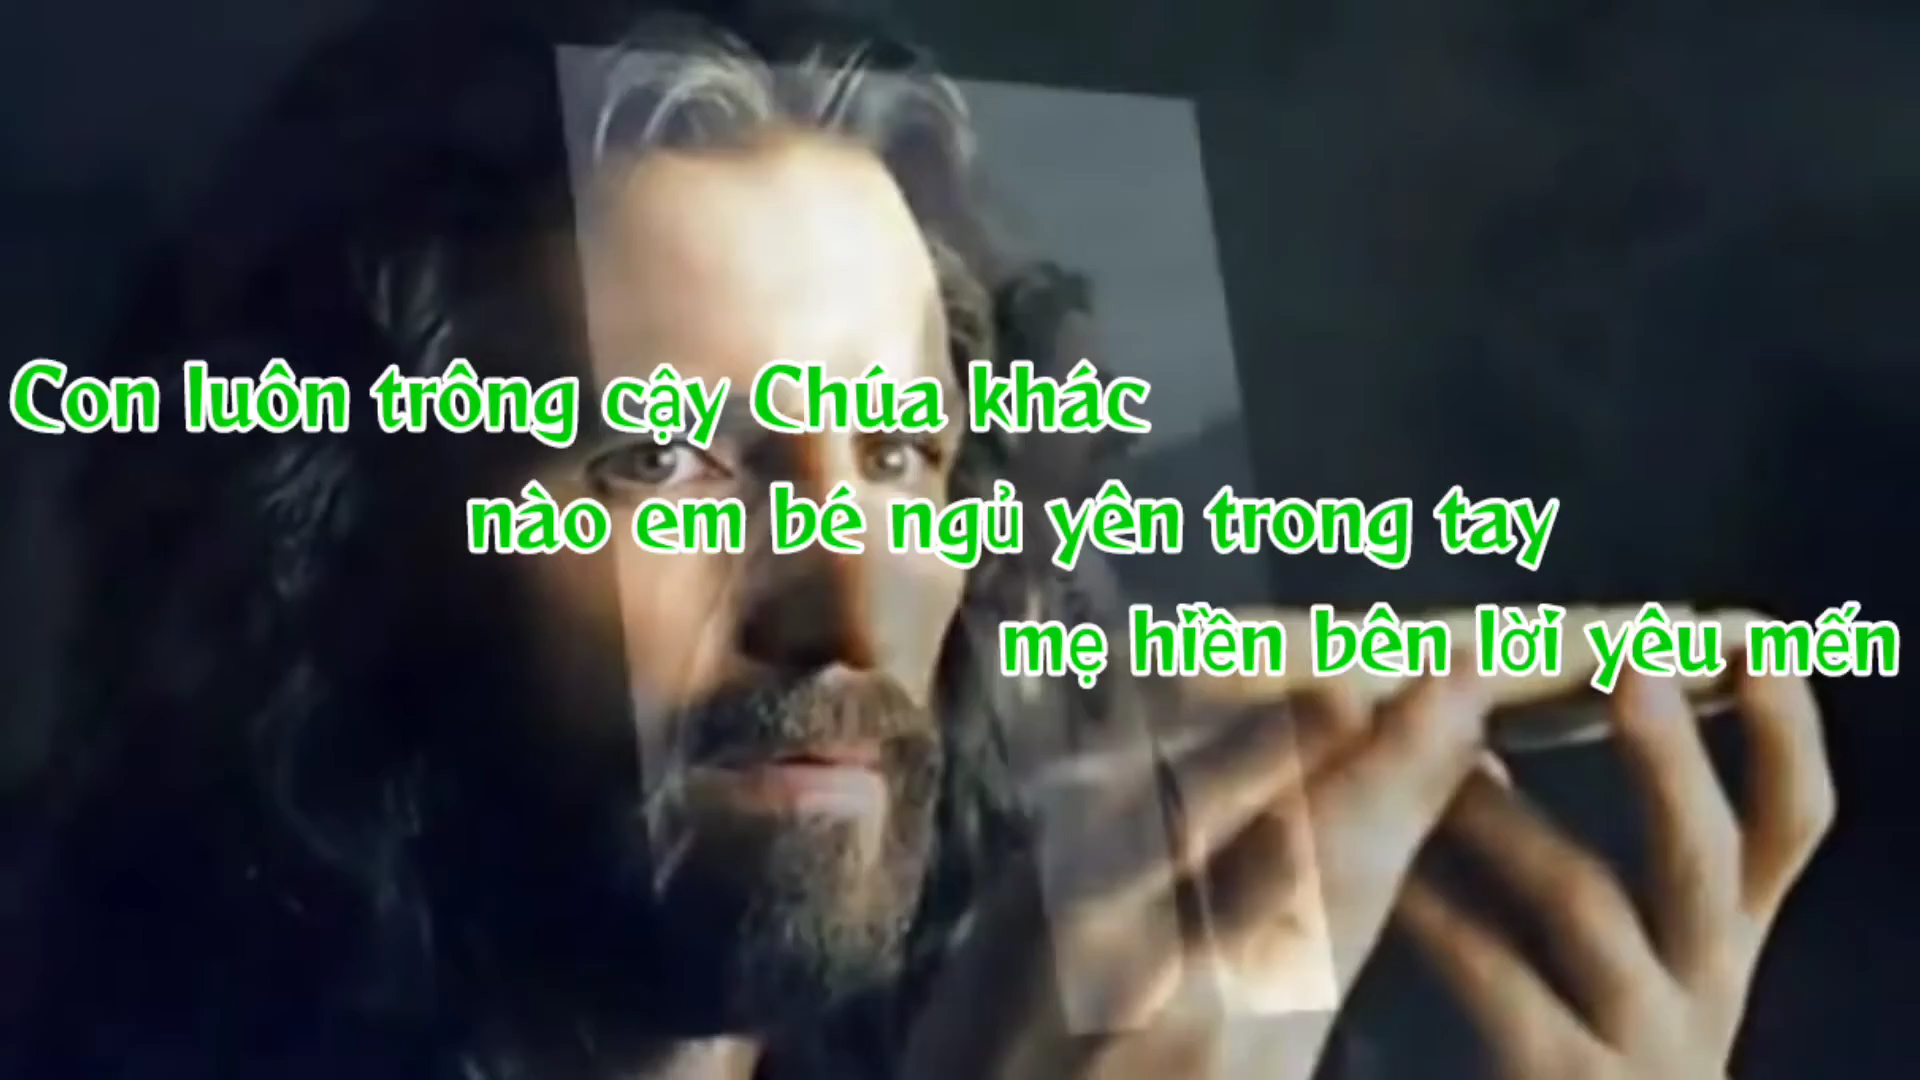 Con luôn trông cậy Chúa khác
nào em bé ngủ yên trong tay
mẹ hiền bên lời yêu mến